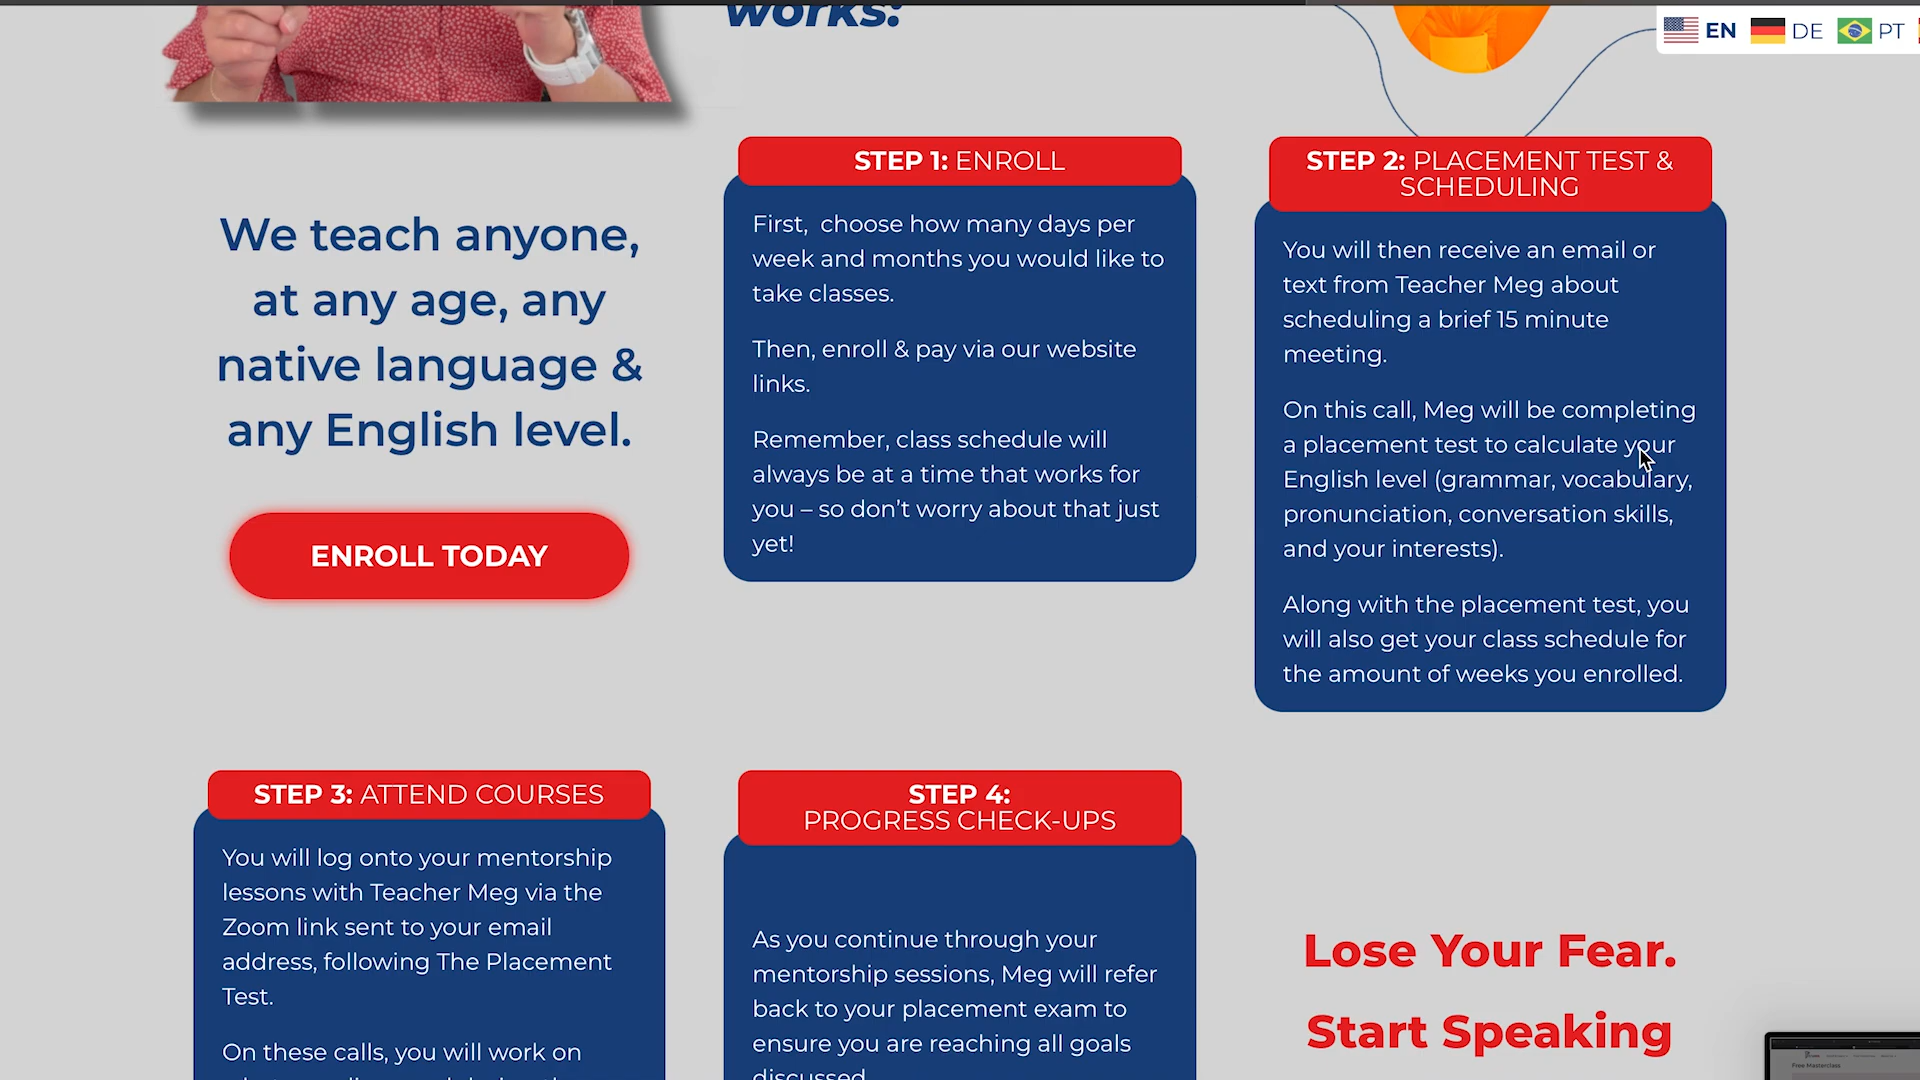 works:
EN DE PT
We teach anyone,
at any age, any
native language &
any English level.
ENROLL TODAY
STEP 1: ENROLL
First,  choose how many days per
week and months you would like to
take classes.
Then, enroll & pay via our website
links.
Remember, class schedule will
always be at a time that works for
you – so don’t worry about that just
yet!
STEP 2: PLACEMENT TEST &
SCHEDULING
You will then receive an email or
text from Teacher Meg about
scheduling a brief 15 minute
meeting.
On this call, Meg will be completing
a placement test to calculate your
English level (grammar, vocabulary,
pronunciation, conversation skills,
and your interests).
Along with the placement test, you
will also get your class schedule for
the amount of weeks you enrolled.
STEP 3: ATTEND COURSES
You will log onto your mentorship
lessons with Teacher Meg via the
Zoom link sent to your email
address, following The Placement
Test.
On these calls, you will work on
STEP 4:
PROGRESS CHECK-UPS
As you continue through your
mentorship sessions, Meg will refer
back to your placement exam to
ensure you are reaching all goals
discussed
Lose Your Fear.
Start Speaking
Free Masterclass